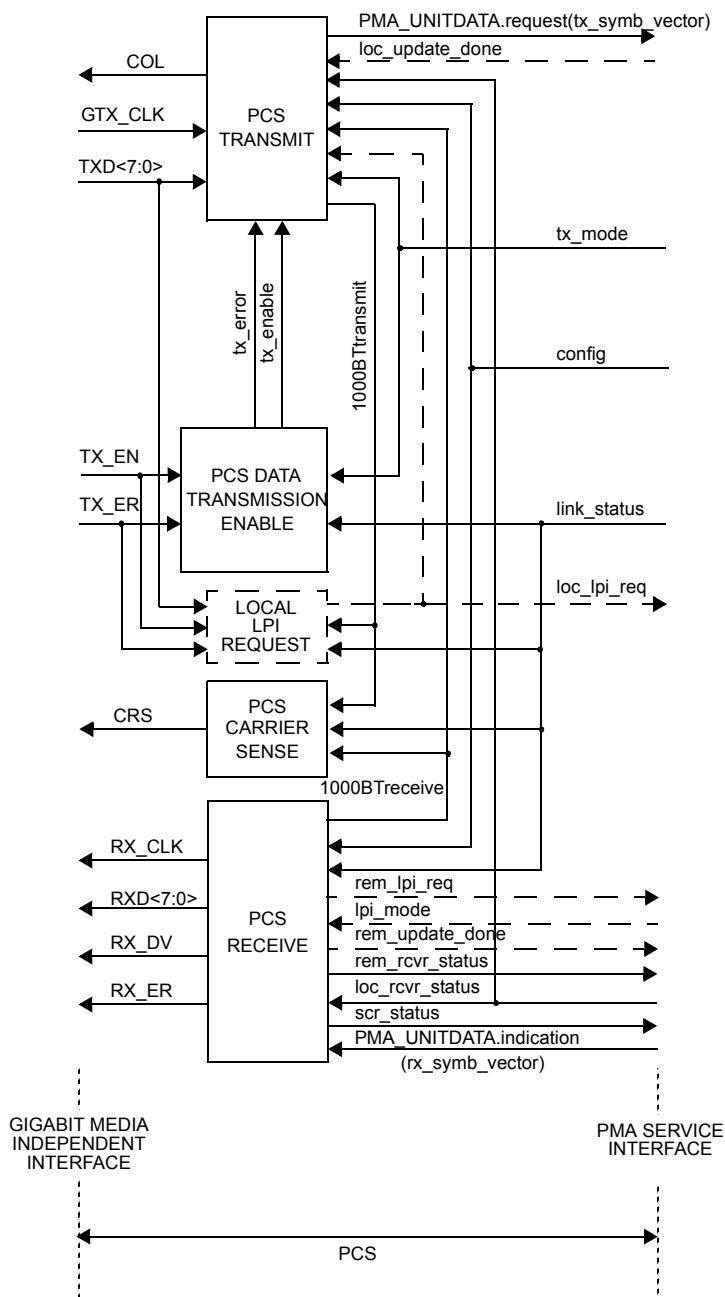 PMA_UNITDATA.request(tx_symb_vector)
loc_update_done
COL
GTX_CLK
TXD<7:0>
PCS
TRANSMIT
tx_mode
tx_error
tx_enable
1000BTtransmit
config
TX_EN
TX_ER
PCS DATA
TRANSMISSION
ENABLE
link_status
LOCAL
LPI
REQUEST
loc_lpi_req
CRS
PCS
CARRIER
SENSE
1000BTreceive
RX_CLK
RXD<7:0>
RX_DV
RX_ER
PCS
RECEIVE
rem_lpi_req
lpi_mode
rem_update_done
rem_rcvr_status
loc_rcvr_status
scr_status
PMA_UNITDATA.indication
(rx_symb_vector)
GIGABIT MEDIA
INDEPENDENT
INTERFACE
PMA SERVICE
INTERFACE
PCS